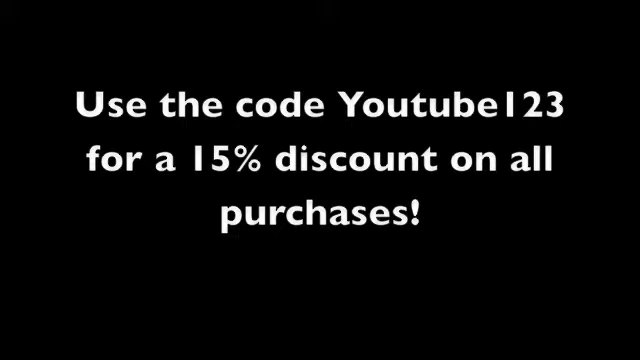 Use the code Youtube123
for a 15% discount on all
purchases!